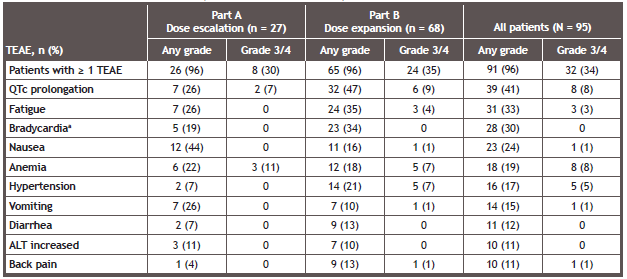 Part A Part B
Dose escalation (n = 27) Dose expansion (n = 68) All patients (N = 95)
TEAE, n (%) Any grade Grade 3/4 Any grade Grade 3/4 Any grade Grade 3/4
Patients with ≥ 1 TEAE 26 (96) 8 (30) 65 (96) 24 (35) 91 (96) 32 (34)
QTc prolongation 7 (26) 2 (7) 32 (47) 6 (9) 39 (41) 8 (8)
Fatigue 7 (26) 0 24 (35) 3 (4) 31 (33) 3 (3)
Bradycardiaᵃ 5 (19) 0 23 (34) 0 28 (30) 0
Nausea 12 (44) 0 11 (16) 1 (1) 23 (24) 1 (1)
Anemia 6 (22) 3 (11) 12 (18) 5 (7) 18 (19) 8 (8)
Hypertension 2 (7) 0 14 (21) 5 (7) 16 (17) 5 (5)
Vomiting 7 (26) 0 7 (10) 1 (1) 14 (15) 1 (1)
Diarrhea 2 (7) 0 9 (13) 0 11 (12) 0
ALT increased 3 (11) 0 7 (10) 0 10 (11) 0
Back pain 1 (4) 0 9 (13) 1 (1) 10 (11) 1 (1)